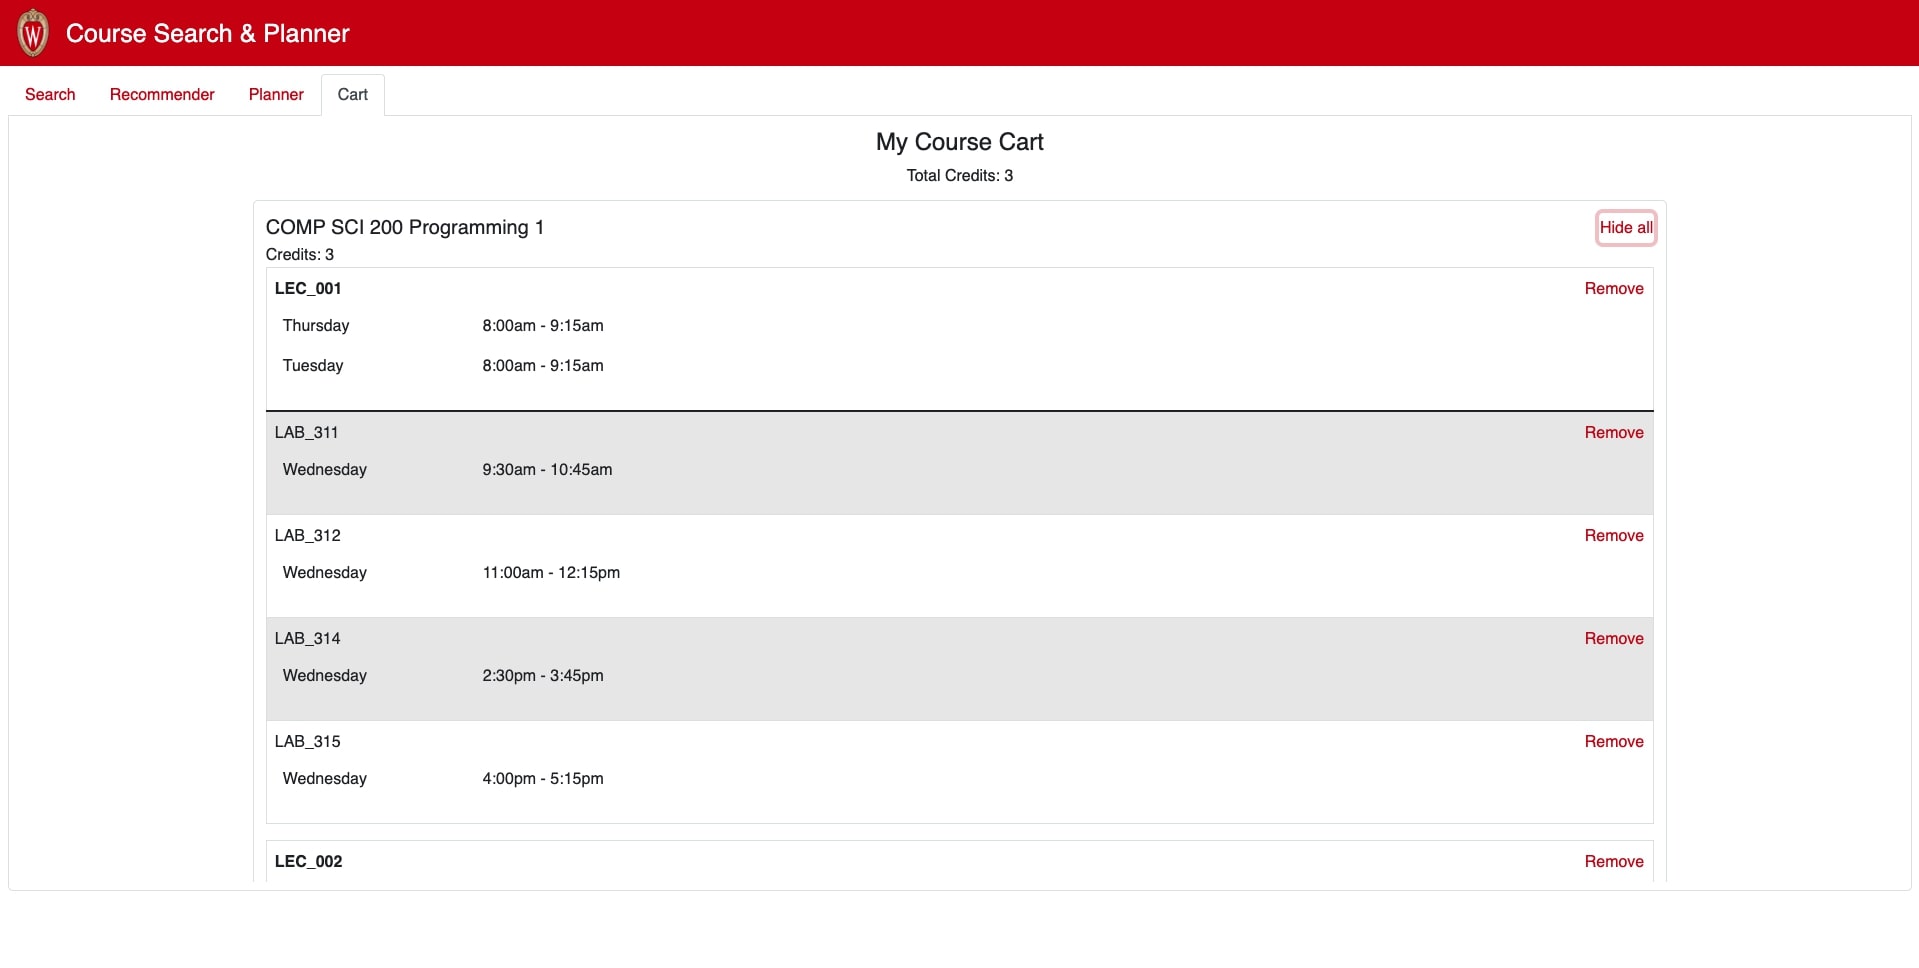 W Course Search & Planner
Search Recommender Planner Cart
My Course Cart
Total Credits: 3
COMP SCI 200 Programming 1 Hide all
Credits: 3
LEC_001 Remove
Thursday 8:00am - 9:15am
Tuesday 8:00am - 9:15am
LAB_311 Remove
Wednesday 9:30am - 10:45am
LAB_312 Remove
Wednesday 11:00am - 12:15pm
LAB_314 Remove
Wednesday 2:30pm - 3:45pm
LAB_315 Remove
Wednesday 4:00pm - 5:15pm
LEC_002 Remove